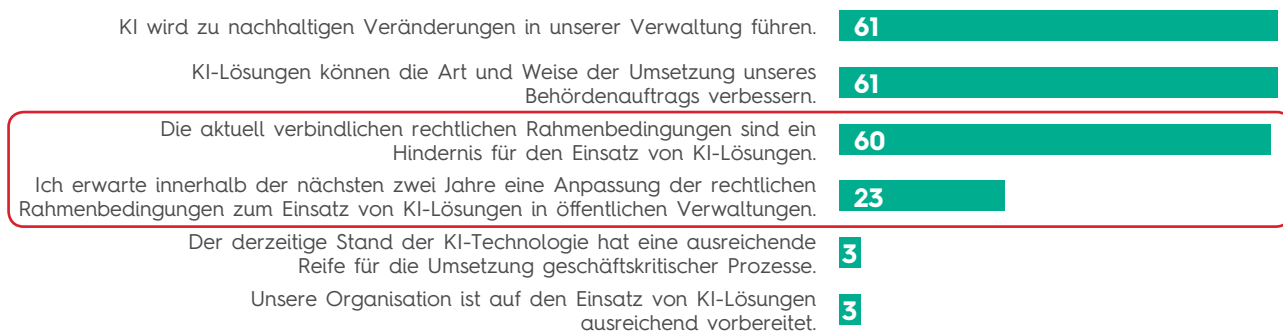 KI wird zu nachhaltigen Veränderungen in unserer Verwaltung führen. 61
KI-Lösungen können die Art und Weise der Umsetzung unseres
Behördenauftrags verbessern. 61
Die aktuell verbindlichen rechtlichen Rahmenbedingungen sind ein
Hindernis für den Einsatz von KI-Lösungen. 60
Ich erwarte innerhalb der nächsten zwei Jahre eine Anpassung der rechtlichen
Rahmenbedingungen zum Einsatz von KI-Lösungen in öffentlichen Verwaltungen. 23
Der derzeitige Stand der KI-Technologie hat eine ausreichende
Reife für die Umsetzung geschäftskritischer Prozesse. 3
Unsere Organisation ist auf den Einsatz von KI-Lösungen
ausreichend vorbereitet. 3